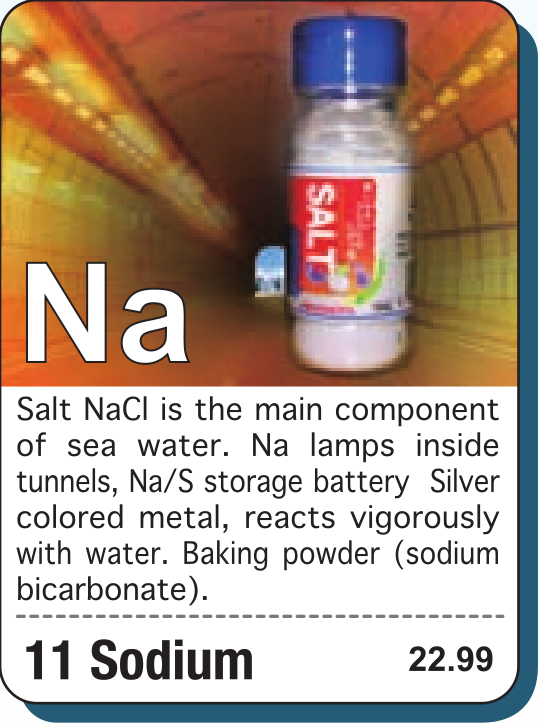 SALT
Na
Salt NaCl is the main component
of sea water. Na lamps inside
tunnels, Na/S storage battery  Silver
colored metal, reacts vigorously
with water. Baking powder (sodium
bicarbonate).
11 Sodium
22.99